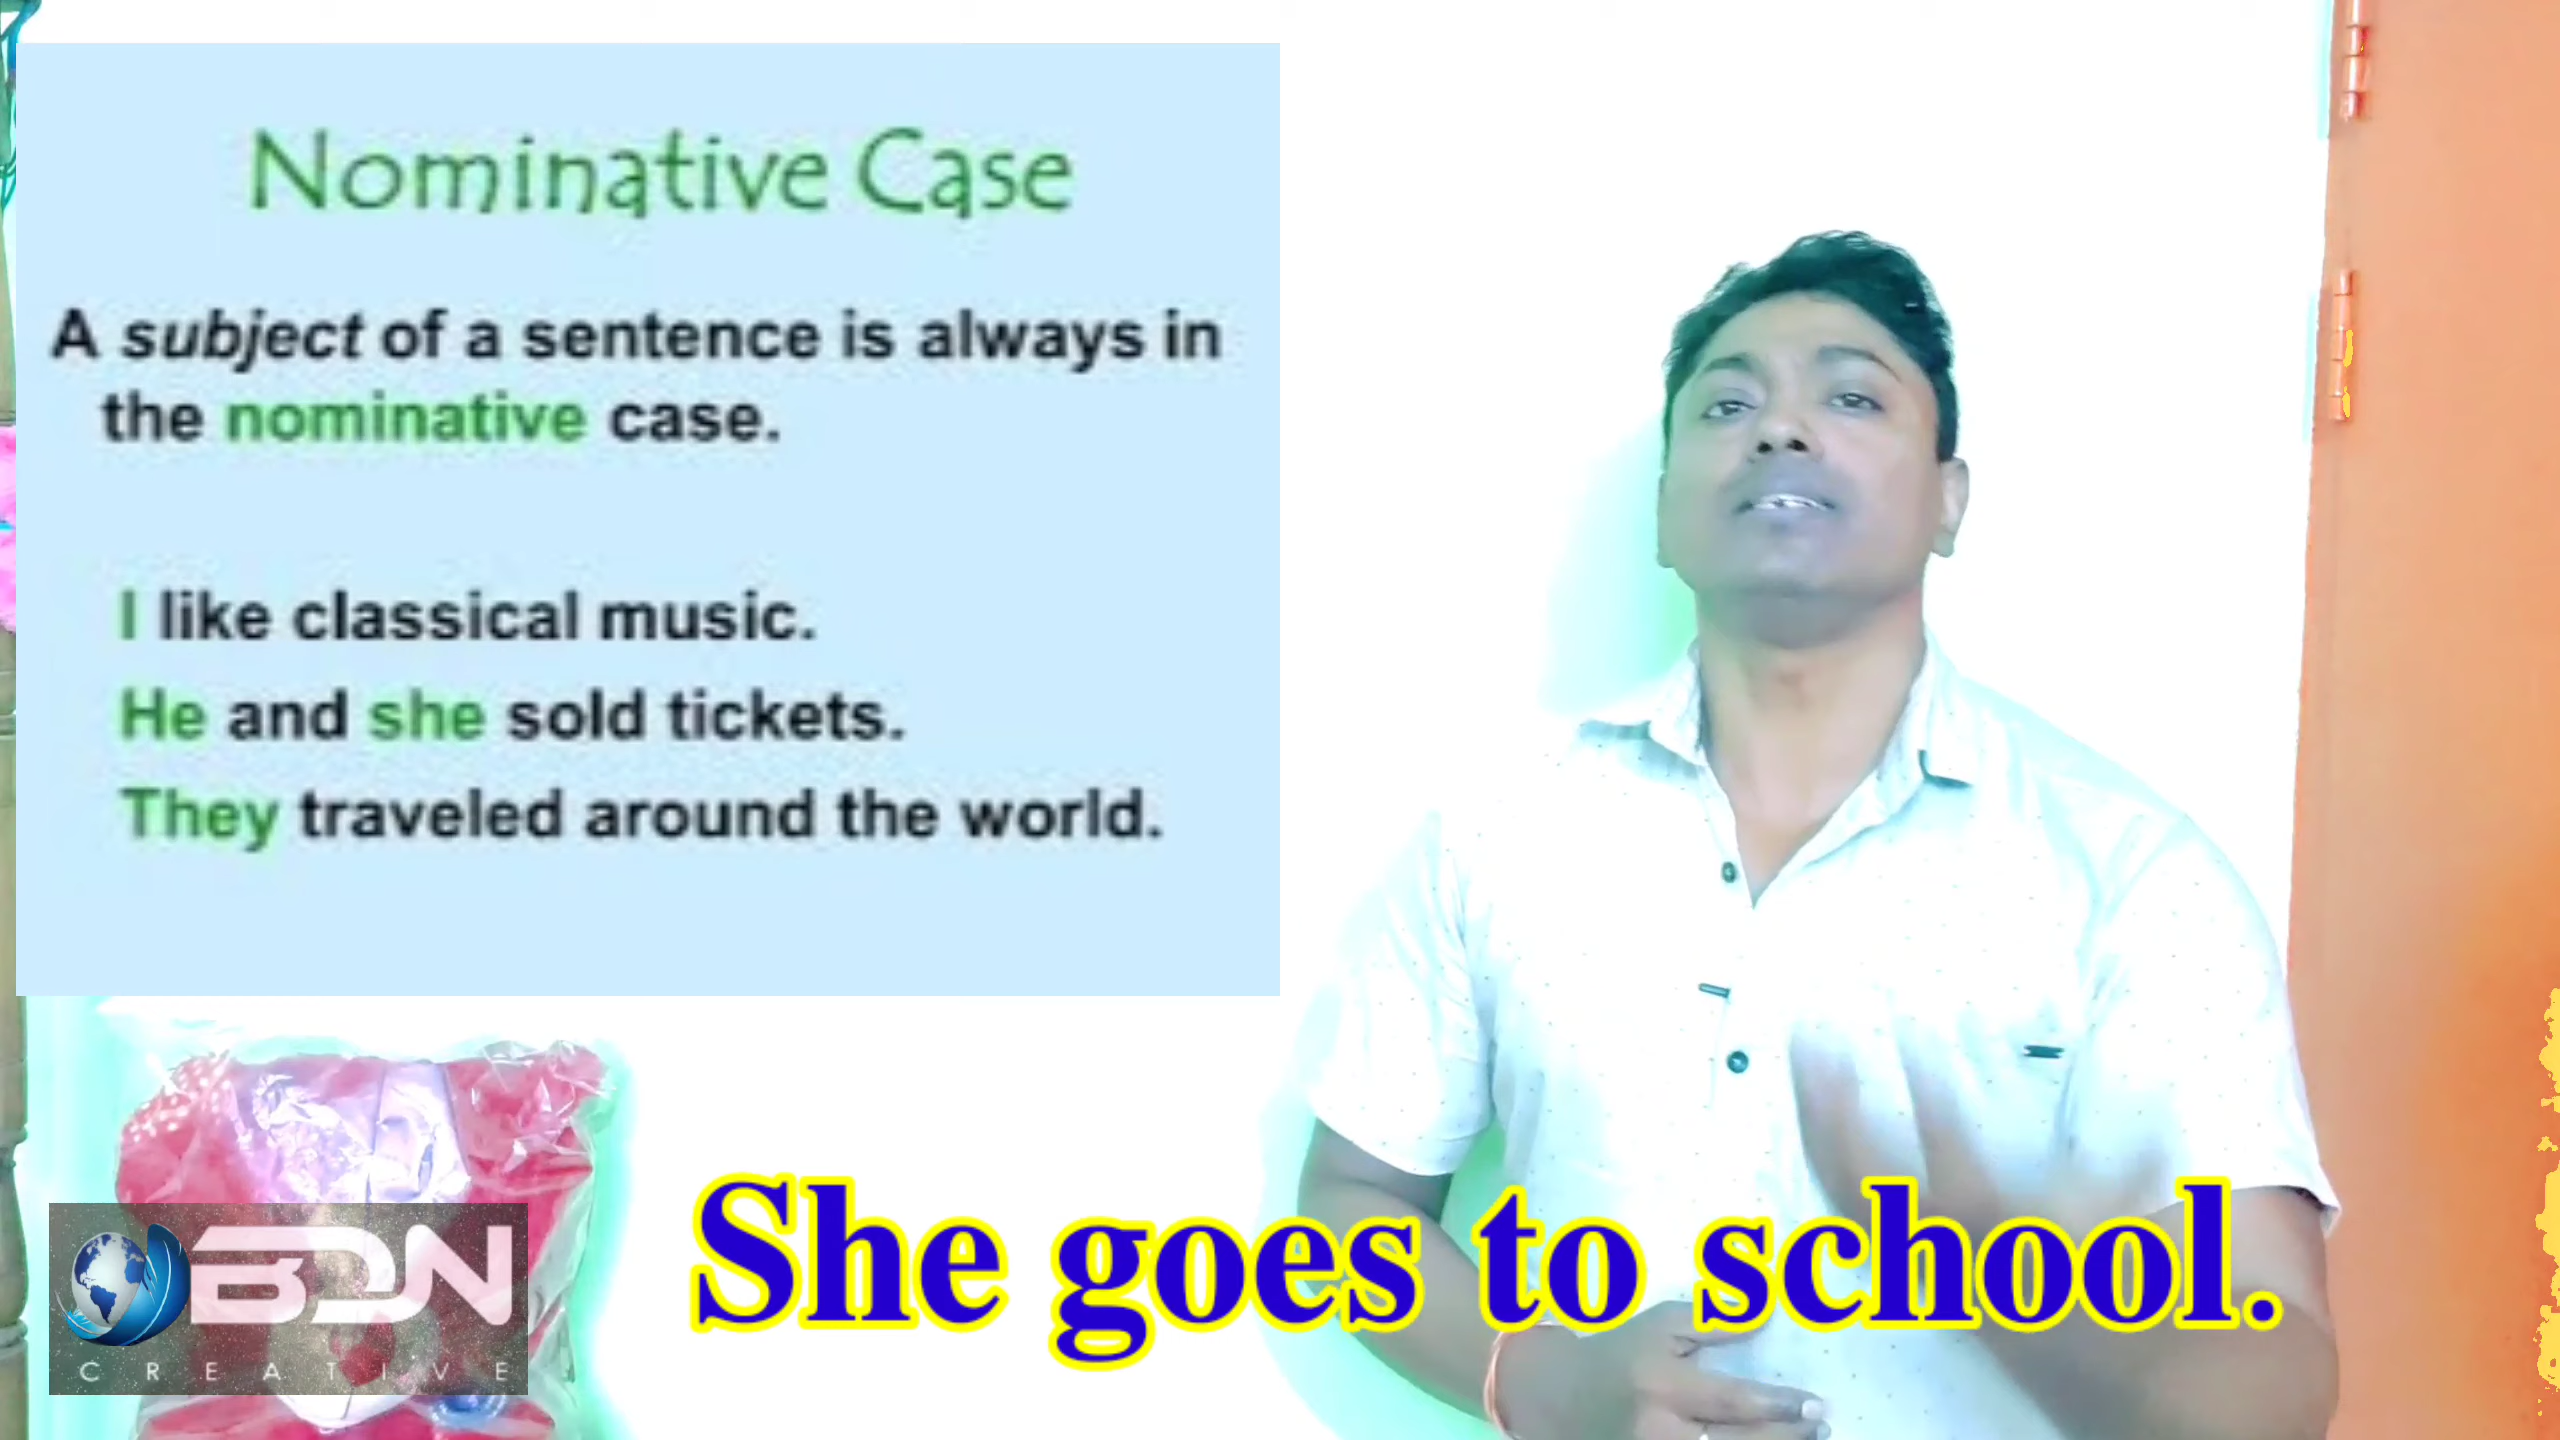 Nominative Case
A subject of a sentence is always in
the nominative case.
I like classical music.
He and she sold tickets.
They traveled around the world.
She goes to school.
BDN
CREATIVE